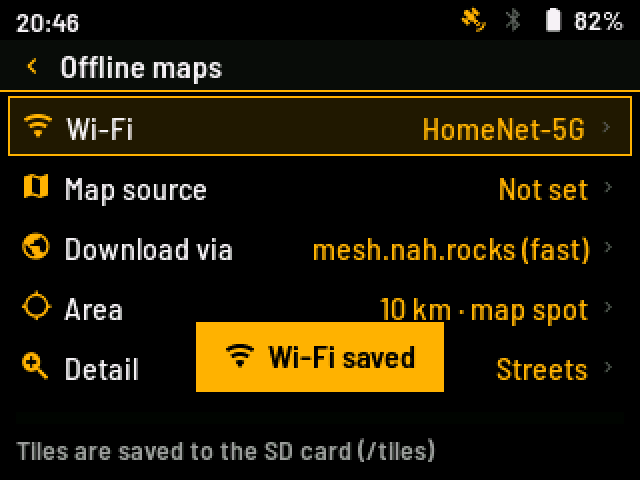 20:46 82%
Offline maps
Wi-Fi HomeNet-5G
Map source Not set
Download via mesh.nah.rocks (fast)
Area 10 km · map spot
Wi-Fi saved
Detail Streets
Tiles are saved to the SD card (/tiles)